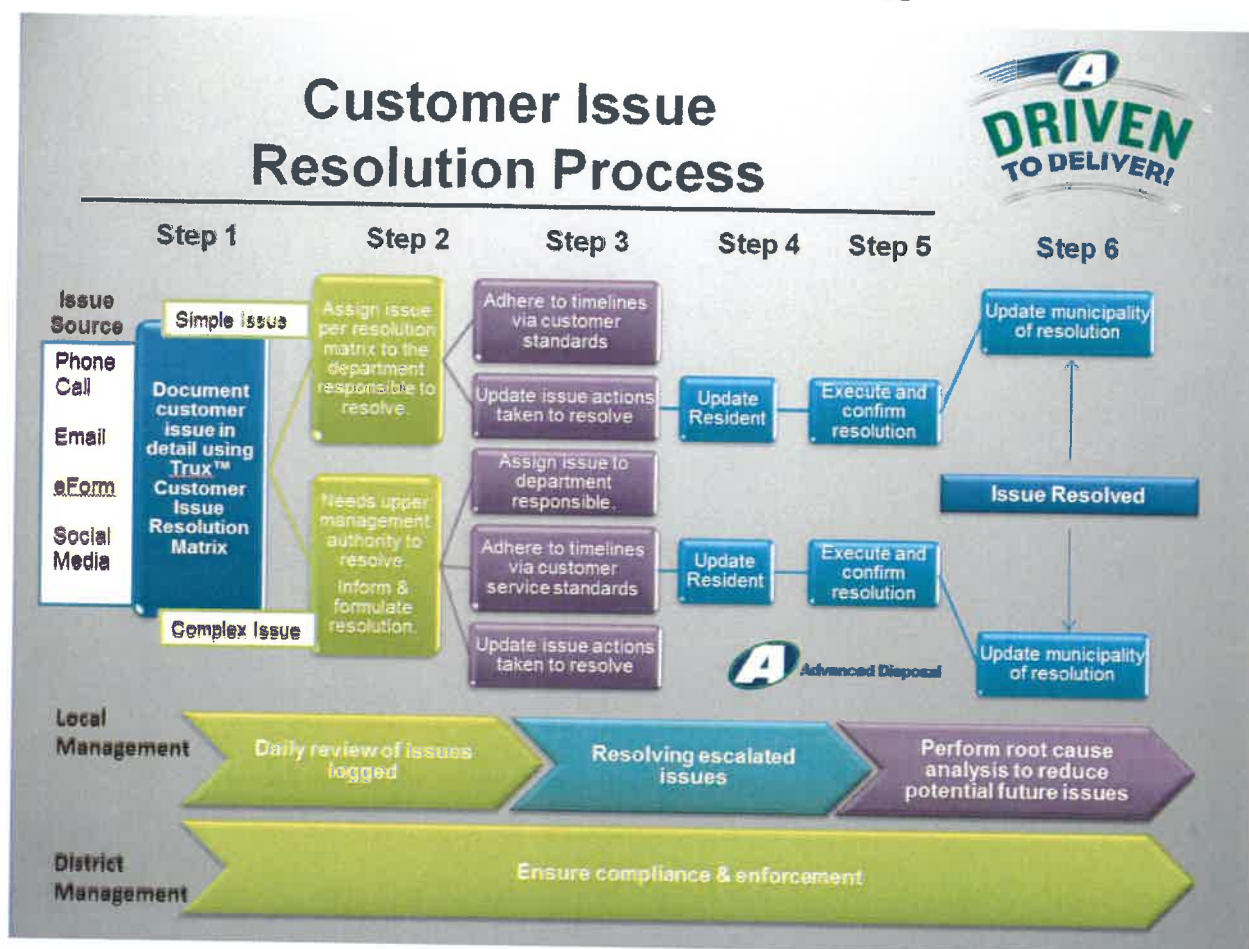 Customer Issue
Resolution Process
A
DRIVEN
TO DELIVER!
Step 1
Step 2
Step 3
Step 4
Step 5
Step 6
Issue
Source
Phone
Call
Email
eForm
Social
Media
Simple Issue
Document
customer
issue in
detail using
Trux™
Customer
Issue
Resolution
Matrix
Complex Issue
Assign issue
per resolution
matrix to the
department
responsible to
resolve.
Needs upper
management
authority to
resolve.
Inform &
formulate
resolution.
Adhere to timelines
via customer
standards
Update issue actions
taken to resolve
Assign issue to
department
responsible.
Adhere to timelines
via customer
service standards
Update issue actions
taken to resolve
Update
Resident
Update
Resident
Execute and
confirm
resolution
Execute and
confirm
resolution
Update municipality
of resolution
Issue Resolved
Update municipality
of resolution
A
Advanced Disposal
Local
Management
Daily review of issues
logged
Resolving escalated
issues
Perform root cause
analysis to reduce
potential future issues
District
Management
Ensure compliance & enforcement